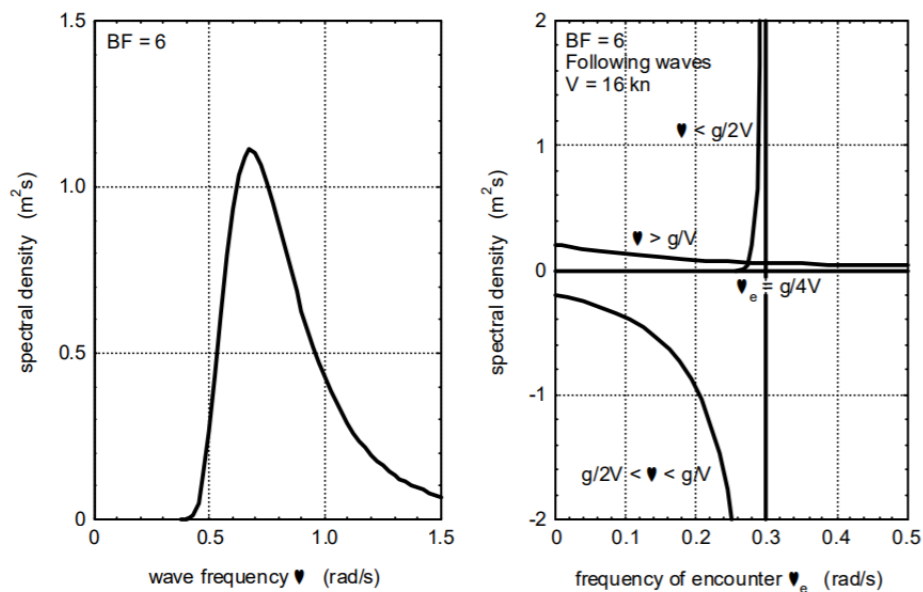 1.5
BF = 6
1.0
0.5
0
0
0.5
1.0
1.5
spectral density (m²s)
wave frequency ♥ (rad/s)
2
BF = 6
Following waves
V = 16 kn
♥ < g/2V
1
♥ > g/V
0
♥e = g/4V
-1
g/2V < ♥ < g/V
-2
0
0.1
0.2
0.3
0.4
0.5
spectral density (m²s)
frequency of encounter ♥e (rad/s)